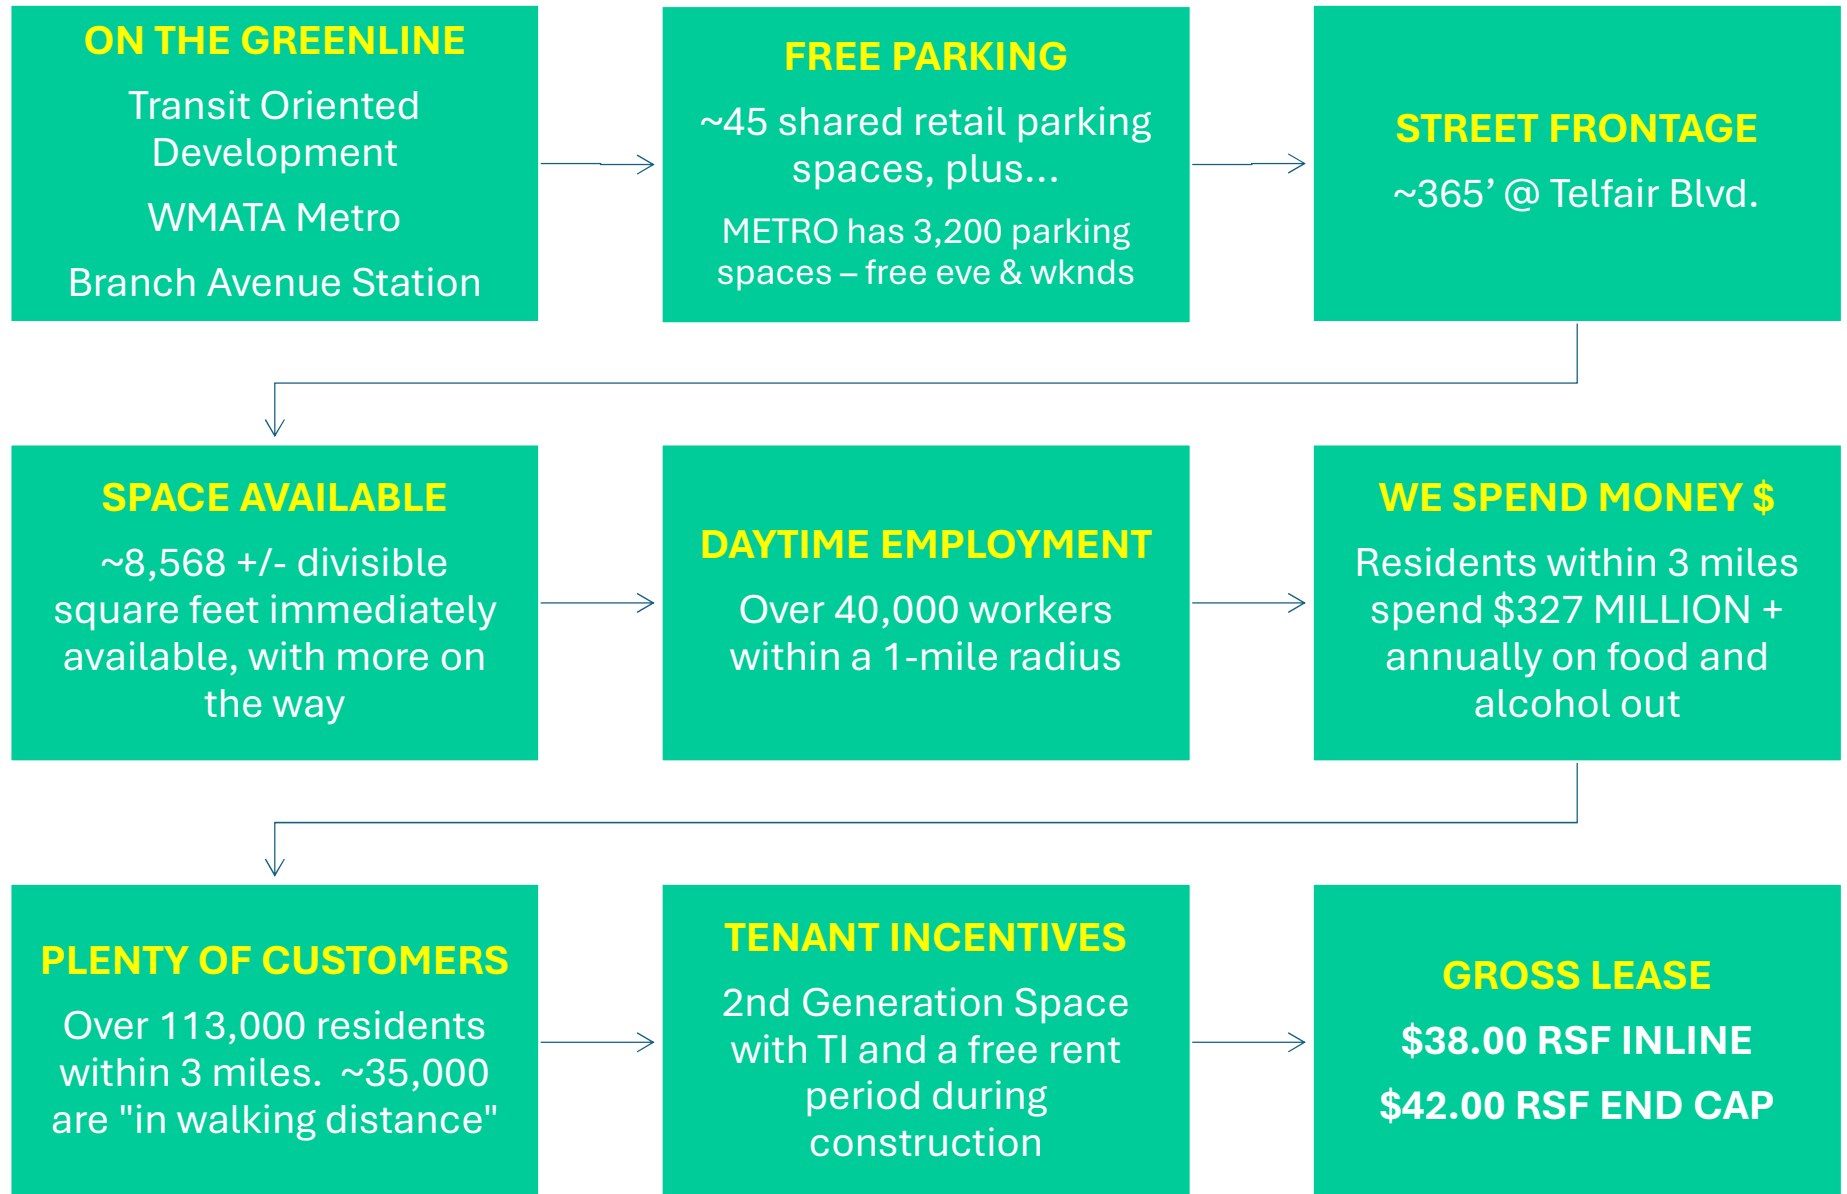 ON THE GREENLINE
Transit Oriented
Development
WMATA Metro
Branch Avenue Station
FREE PARKING
~45 shared retail parking
spaces, plus...
METRO has 3,200 parking
spaces – free eve & wknds
STREET FRONTAGE
~365’ @ Telfair Blvd.
SPACE AVAILABLE
~8,568 +/- divisible
square feet immediately
available, with more on
the way
DAYTIME EMPLOYMENT
Over 40,000 workers
within a 1-mile radius
WE SPEND MONEY $
Residents within 3 miles
spend $327 MILLION +
annually on food and
alcohol out
PLENTY OF CUSTOMERS
Over 113,000 residents
within 3 miles.  ~35,000
are "in walking distance"
TENANT INCENTIVES
2nd Generation Space
with TI and a free rent
period during
construction
GROSS LEASE
$38.00 RSF INLINE
$42.00 RSF END CAP